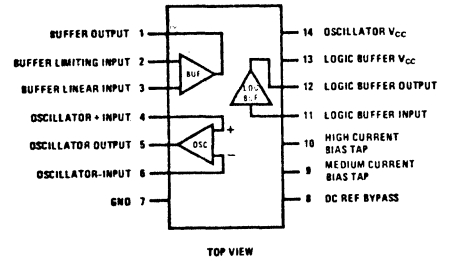 BUFFER OUTPUT 1
BUFFER LIMITING INPUT 2
BUFFER LINEAR INPUT 3
OSCILLATOR + INPUT 4
OSCILLATOR OUTPUT 5
OSCILLATOR-INPUT 6
GND 7
BUF
+
OSC
−
LOG
BUF
14 OSCILLATOR VCC
13 LOGIC BUFFER VCC
12 LOGIC BUFFER OUTPUT
11 LOGIC BUFFER INPUT
10 HIGH CURRENT
BIAS TAP
9 MEDIUM CURRENT
BIAS TAP
8 DC REF BYPASS
TOP VIEW